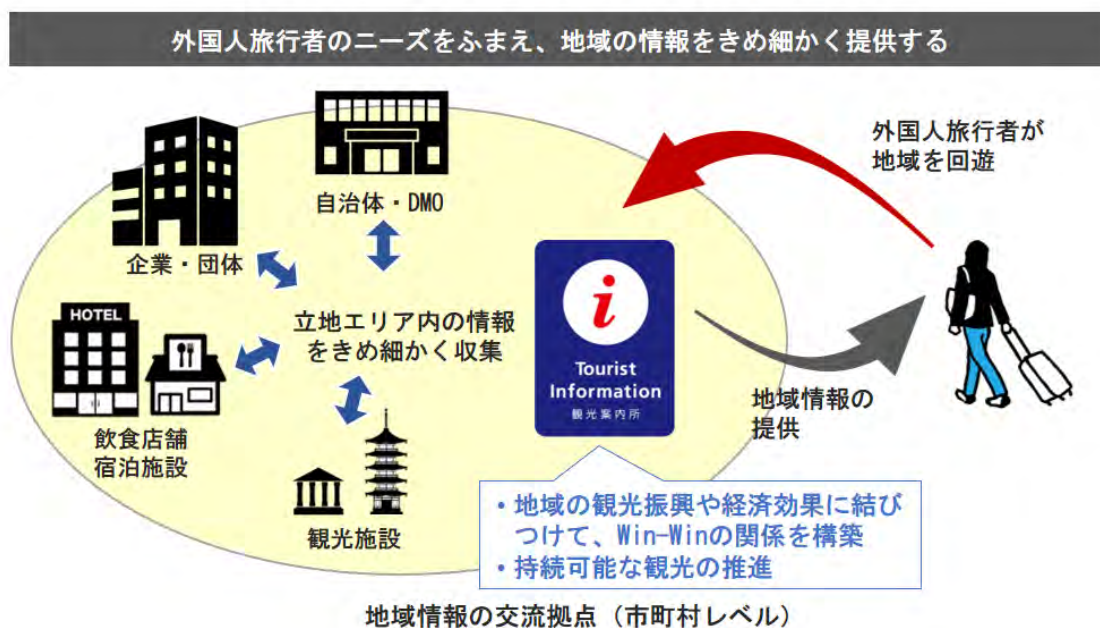 外国人旅行者のニーズをふまえ、地域の情報をきめ細かく提供する
自治体・DMO
外国人旅行者が
地域を回遊
企業・団体
HOTEL
立地エリア内の情報
をきめ細かく収集
飲食店舗
宿泊施設
観光施設
i
Tourist
Information
観光案内所
地域情報の
提供
・地域の観光振興や経済効果に結び
つけて、Win-Winの関係を構築
・持続可能な観光の推進
地域情報の交流拠点（市町村レベル）